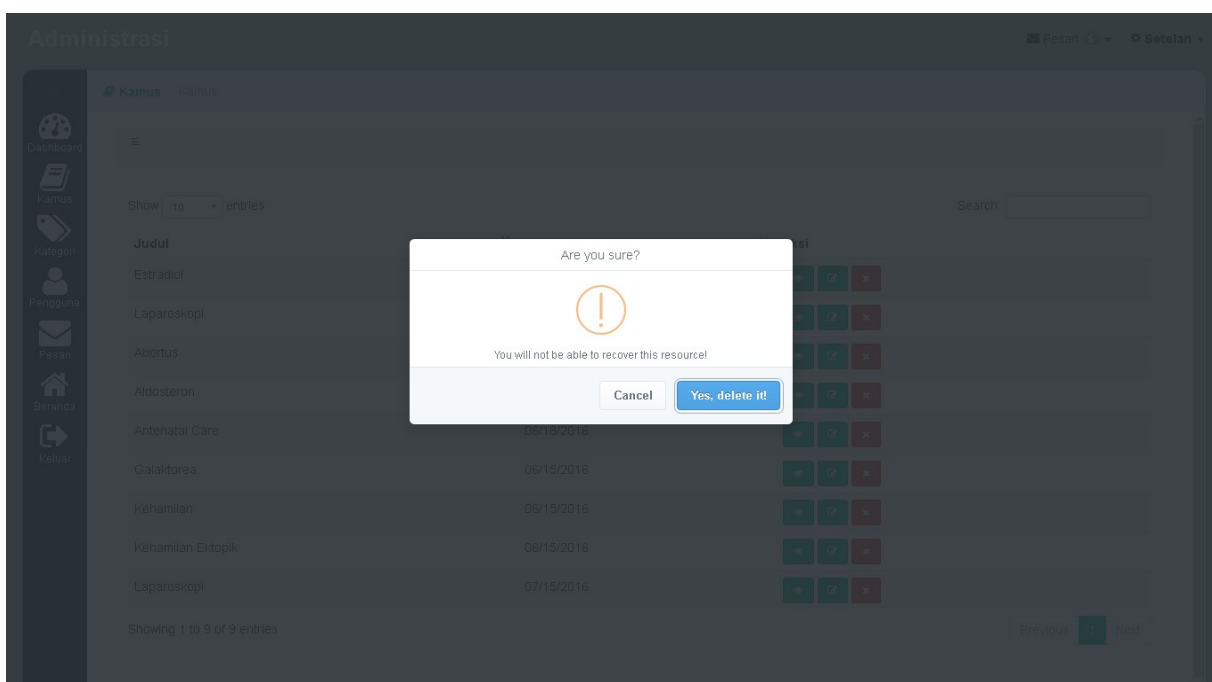 Administrasi
Pesan Setelan
Kamus Kamus
Dashboard
Kamus
Kategori
Pengguna
Pesan
Beranda
Keluar
Show 10 entries
Search:
Judul
Estradiol
Laparoskopi
Abortus
Aldosteron
Antenatal Care 06/15/2016
Galaktorea 06/15/2016
Kehamilan 06/15/2016
Kehamilan Ektopik 06/15/2016
Laparoskopi 07/15/2016
Showing 1 to 9 of 9 entries
Previous 1 Next
Are you sure?
You will not be able to recover this resource!
Cancel Yes, delete it!